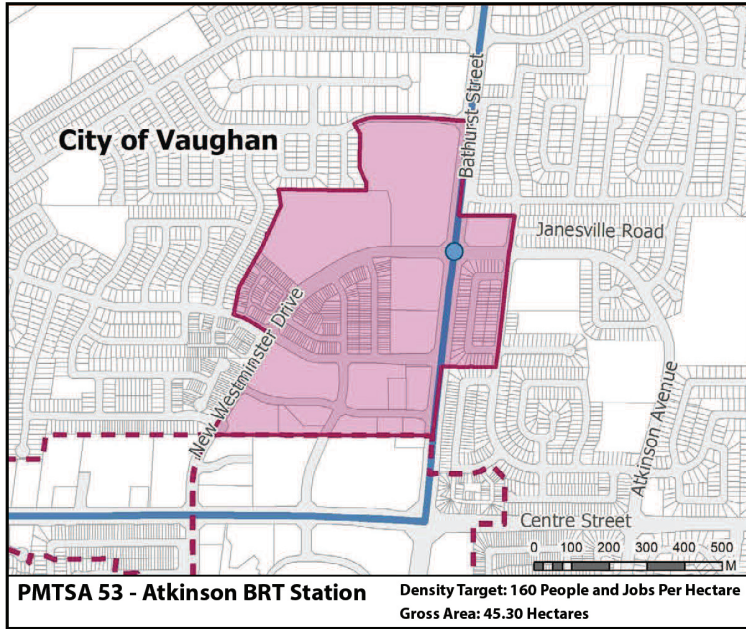 Bathurst Street
City of Vaughan
Janesville Road
New Westminster Drive
Atkinson Avenue
Centre Street
0 100 200 300 400 500
M
PMTSA 53 - Atkinson BRT Station
Density Target: 160 People and Jobs Per Hectare
Gross Area: 45.30 Hectares